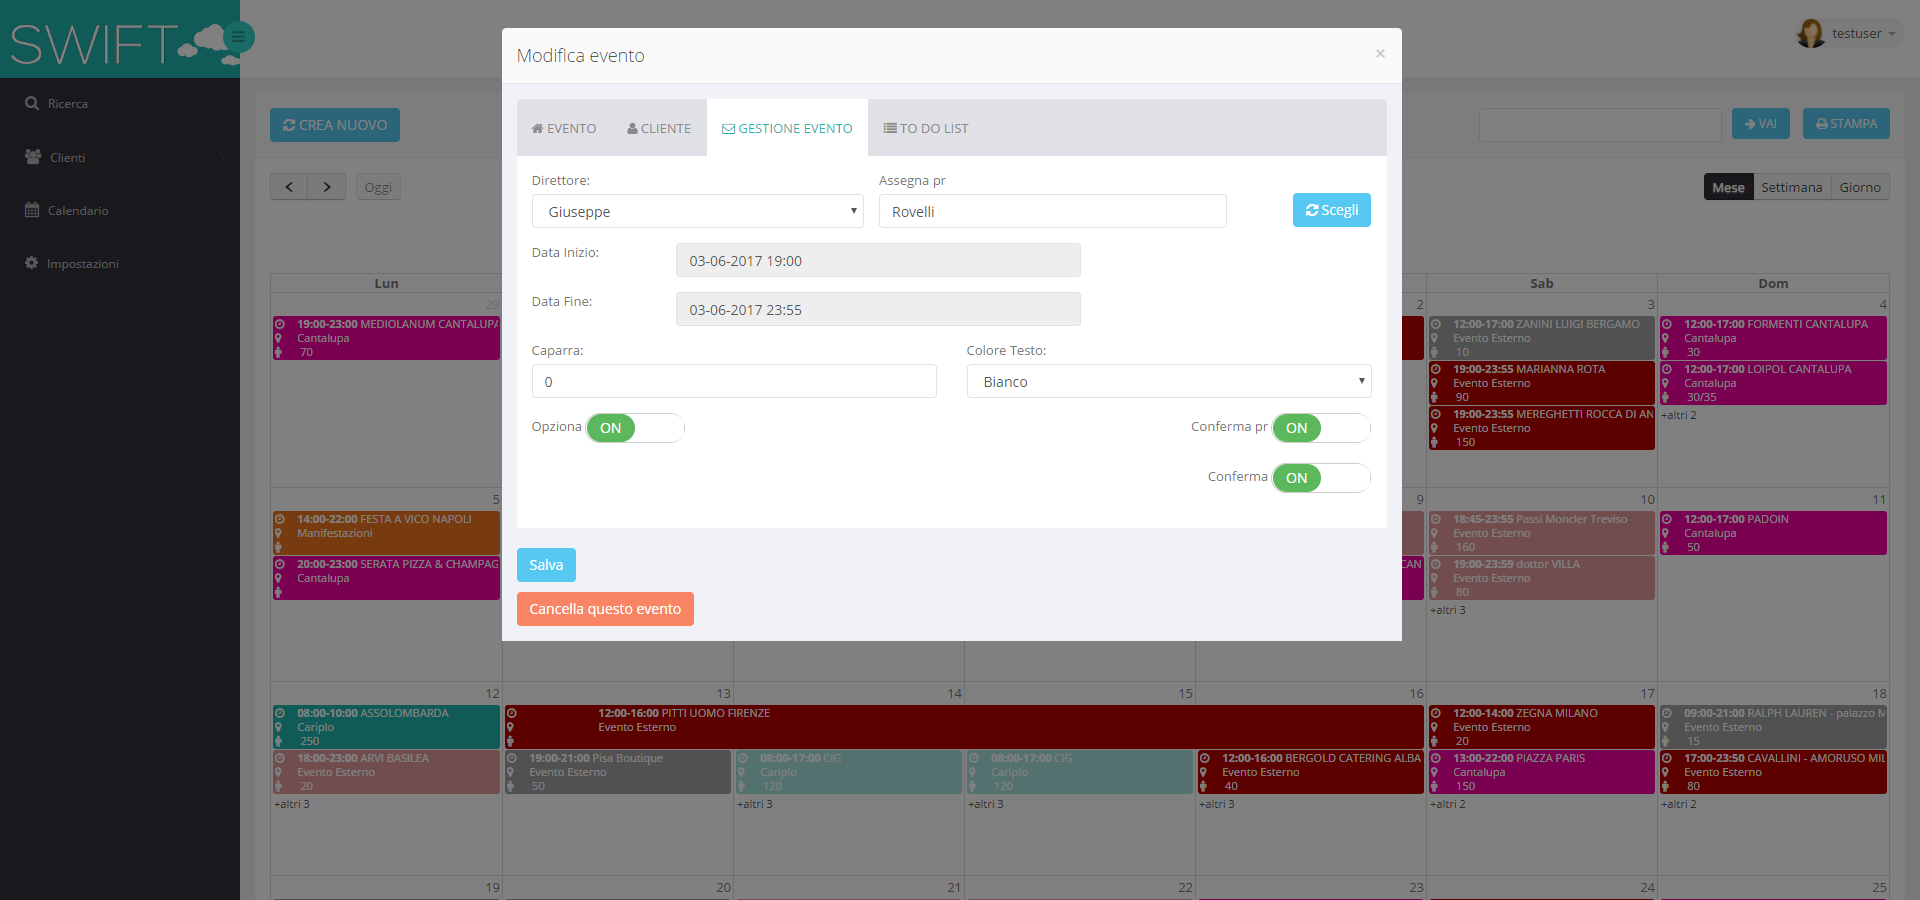 SWIFT
testuser
Ricerca
Clienti
Calendario
Impostazioni
CREA NUOVO
VAI
STAMPA
Oggi
Mese Settimana Giorno
Modifica evento
×
EVENTO CLIENTE GESTIONE EVENTO TO DO LIST
Direttore: Assegna pr
Giuseppe Rovelli Scegli
Data Inizio: 03-06-2017 19:00
Data Fine: 03-06-2017 23:55
Caparra: Colore Testo:
0 Bianco
Opziona ON Conferma pr ON
Conferma ON
Salva
Cancella questo evento
Lun Sab Dom
29 2 3 4
19:00-23:00 MEDIOLANUM CANTALUPA
Cantalupa
70
12:00-17:00 ZANINI LUIGI BERGAMO
Evento Esterno
10
19:00-23:55 MARIANNA ROTA
Evento Esterno
90
19:00-23:55 MEREGHETTI ROCCA DI AN
Evento Esterno
150
12:00-17:00 FORMENTI CANTALUPA
Cantalupa
30
12:00-17:00 LOIPOL CANTALUPA
Cantalupa
30/35
+altri 2
5 9 10 11
14:00-22:00 FESTA A VICO NAPOLI
Manifestazioni
20:00-23:00 SERATA PIZZA & CHAMPAG
Cantalupa
CAN
18:45-23:55 Passi Moncler Treviso
Evento Esterno
160
19:00-23:59 dottor VILLA
Evento Esterno
80
+altri 3
12:00-17:00 PADOIN
Cantalupa
50
12 13 14 15 16 17 18
08:00-10:00 ASSOLOMBARDA
Cariplo
250
18:00-23:00 ARVI BASILEA
Evento Esterno
20
+altri 3
12:00-16:00 PITTI UOMO FIRENZE
Evento Esterno
19:00-21:00 Pisa Boutique
Evento Esterno
50
08:00-17:00 CIG
Cariplo
120
+altri 3
08:00-17:00 CIG
Cariplo
120
+altri 3
12:00-16:00 BERGOLD CATERING ALBA
Evento Esterno
40
+altri 3
12:00-14:00 ZEGNA MILANO
Evento Esterno
20
13:00-22:00 PIAZZA PARIS
Cantalupa
150
+altri 2
09:00-21:00 RALPH LAUREN - palazzo M
Evento Esterno
15
17:00-23:50 CAVALLINI - AMORUSO MIL
Evento Esterno
80
+altri 2
19 20 21 22 23 24 25